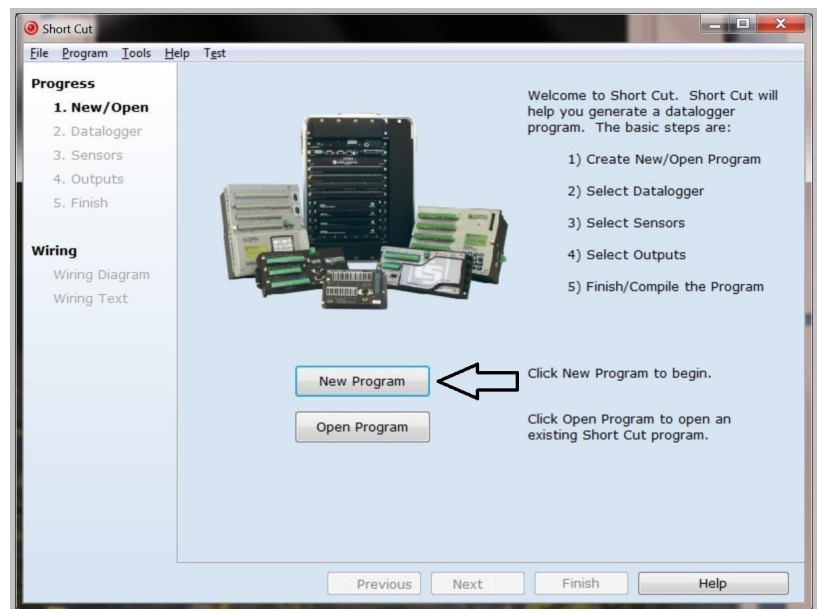 Short Cut
File Program Tools Help Test
Progress
1. New/Open
2. Datalogger
3. Sensors
4. Outputs
5. Finish
Wiring
Wiring Diagram
Wiring Text
Welcome to Short Cut. Short Cut will
help you generate a datalogger
program. The basic steps are:
1) Create New/Open Program
2) Select Datalogger
3) Select Sensors
4) Select Outputs
5) Finish/Compile the Program
New Program
Click New Program to begin.
Open Program
Click Open Program to open an
existing Short Cut program.
Previous Next Finish Help